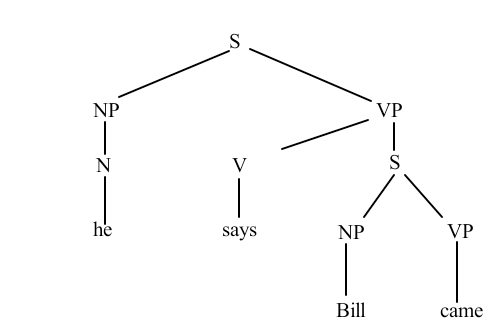 S
NP VP
N V S
he says NP VP
Bill came